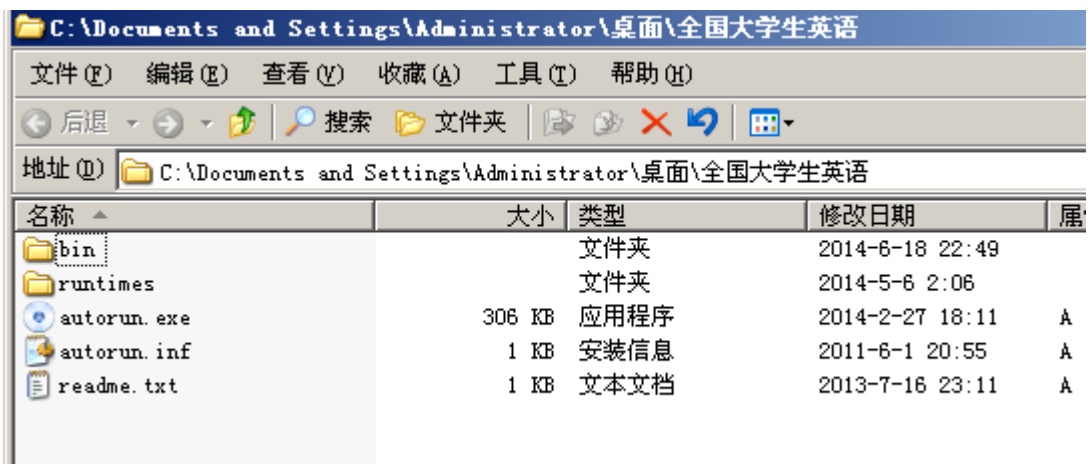 C:\Documents and Settings\Administrator\桌面\全国大学生英语
文件(F) 编辑(E) 查看(V) 收藏(A) 工具(T) 帮助(H)
后退 搜索 文件夹
地址(D) C:\Documents and Settings\Administrator\桌面\全国大学生英语
名称 大小 类型 修改日期
bin 文件夹 2014-6-18 22:49
runtimes 文件夹 2014-5-6 2:06
autorun.exe 306 KB 应用程序 2014-2-27 18:11 A
autorun.inf 1 KB 安装信息 2011-6-1 20:55 A
readme.txt 1 KB 文本文档 2013-7-16 23:11 A